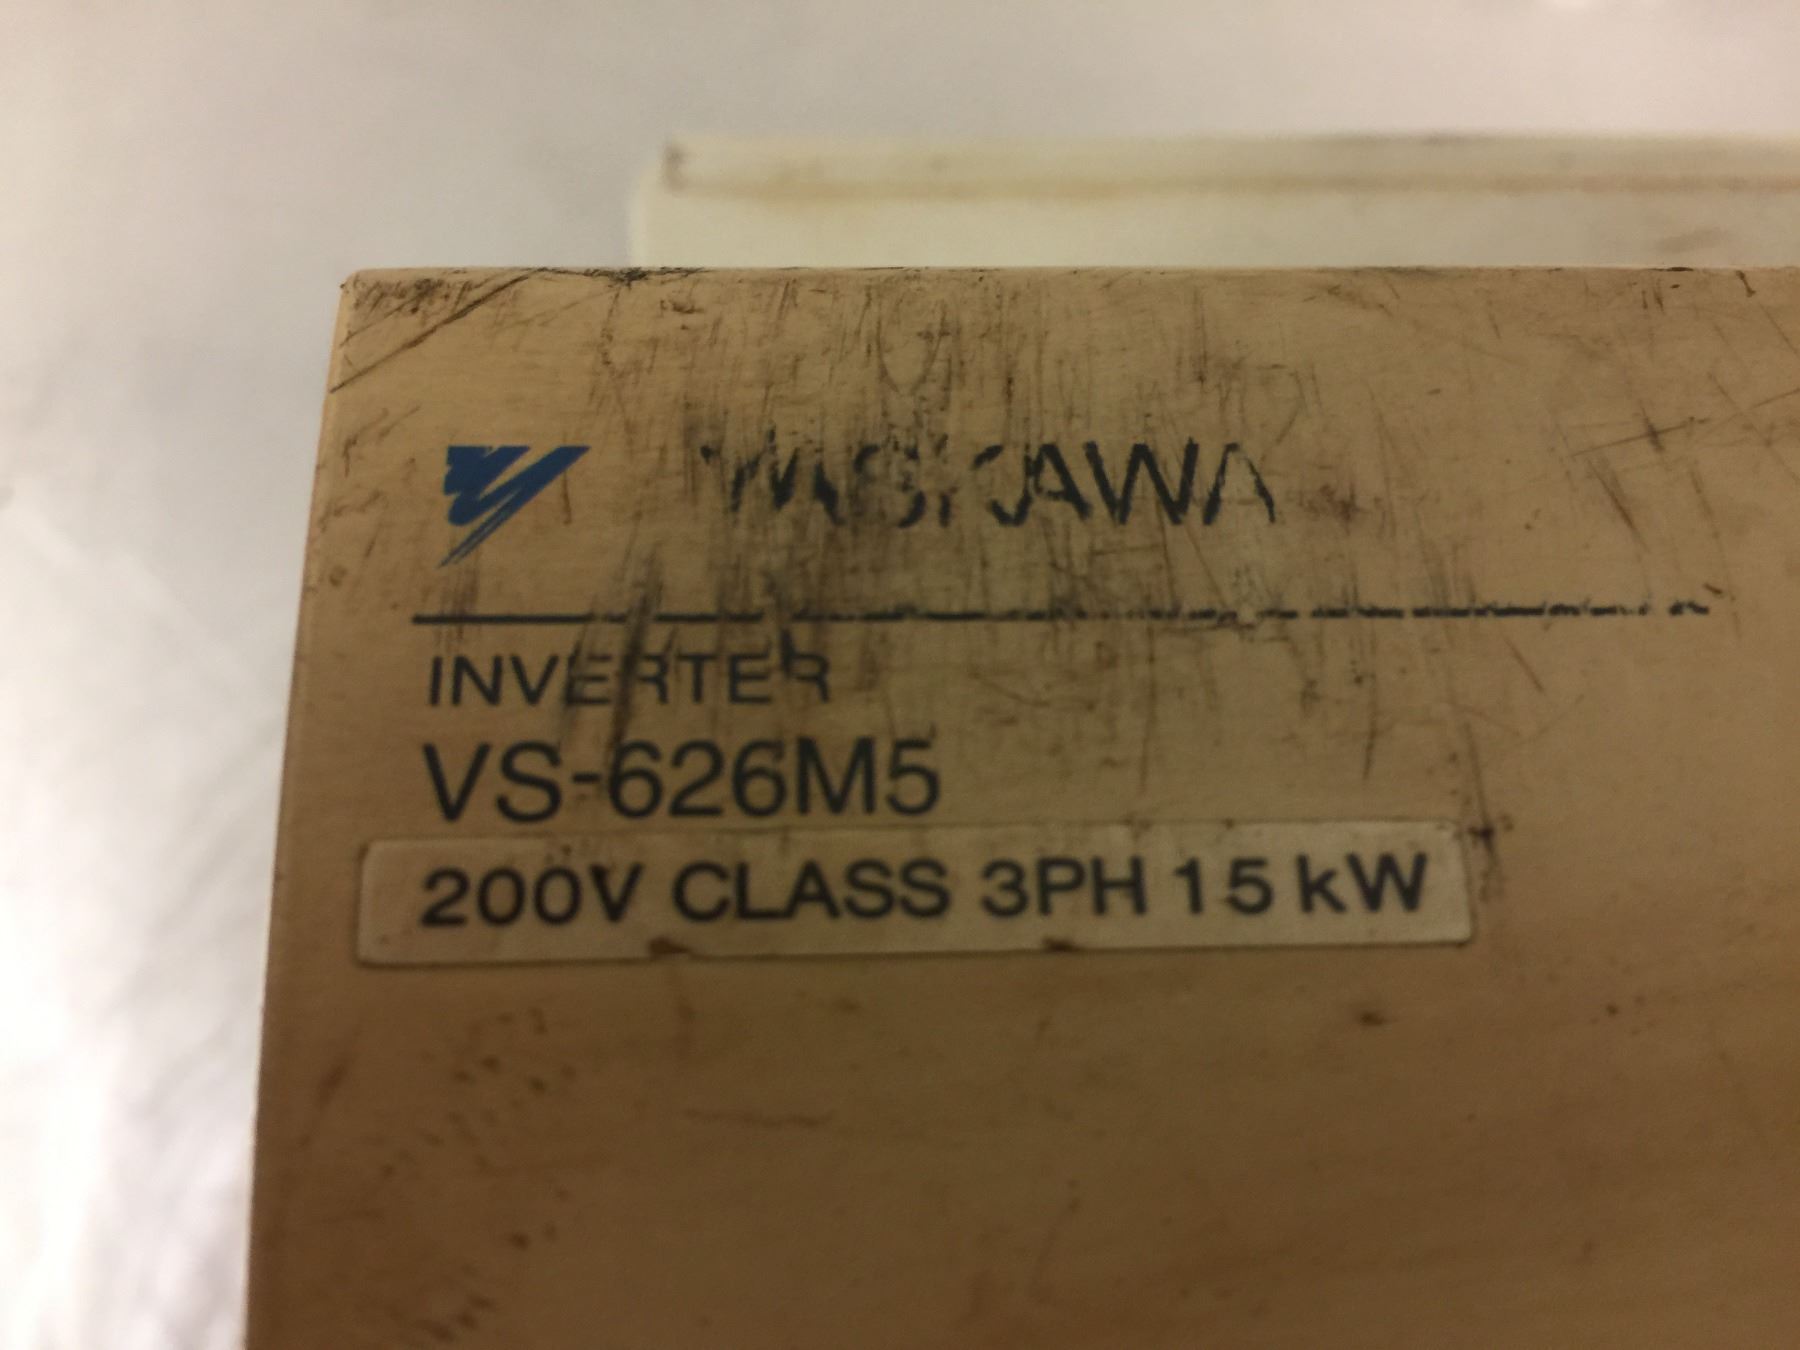 YASKAWA
INVERTER
VS-626M5
200V CLASS 3PH 15 kW